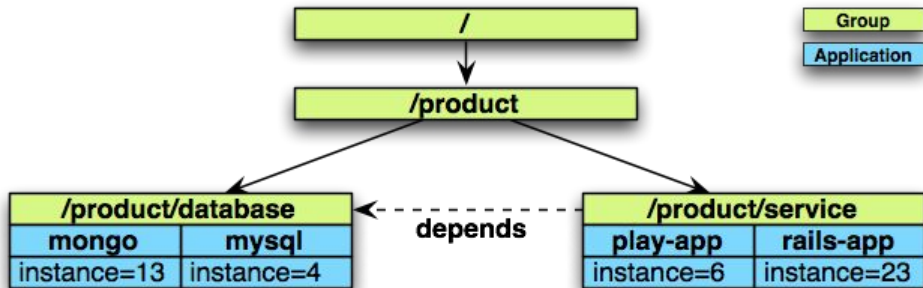 /
Group
Application
/product
/product/database
mongo mysql
instance=13 instance=4
depends
/product/service
play-app rails-app
instance=6 instance=23